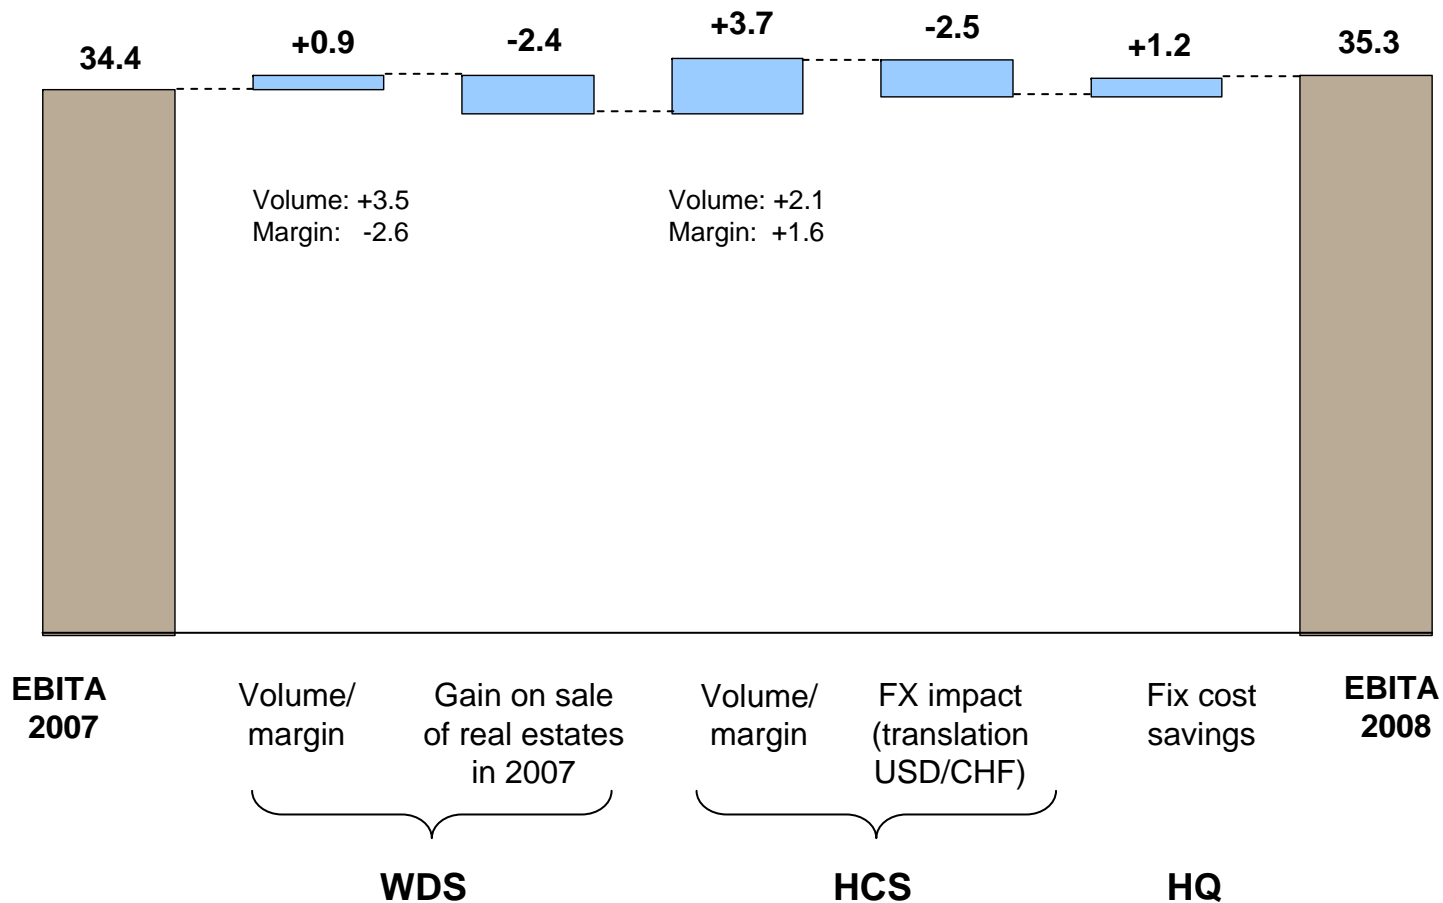 34.4
+0.9
-2.4
+3.7
-2.5
+1.2
35.3
Volume: +3.5
Margin: -2.6
Volume: +2.1
Margin: +1.6
EBITA
2007
Volume/
margin
Gain on sale
of real estates
in 2007
Volume/
margin
FX impact
(translation
USD/CHF)
Fix cost
savings
EBITA
2008
WDS
HCS
HQ